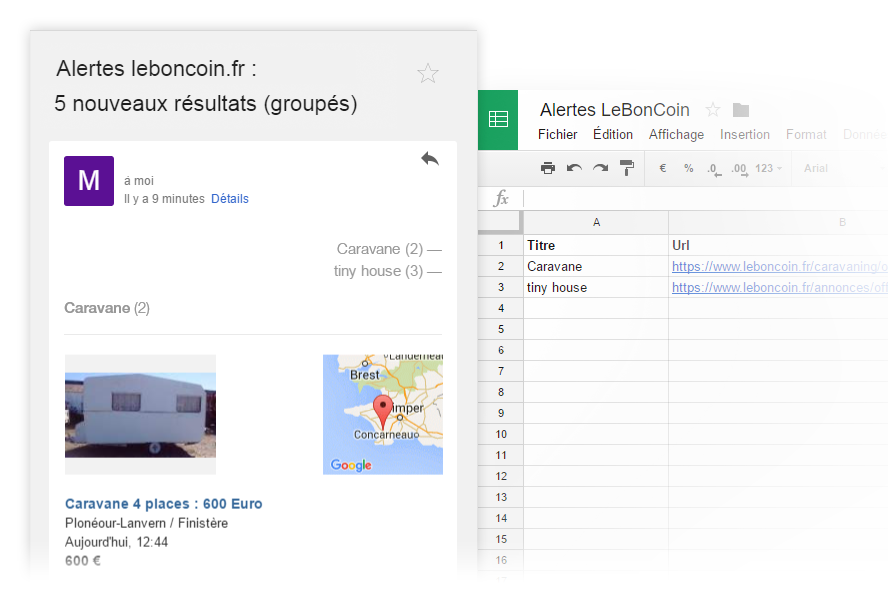 Alertes leboncoin.fr :
5 nouveaux résultats (groupés)
M
á moi
Il y a 9 minutes Détails
Caravane (2) —
tiny house (3) —
Caravane (2)
Landerneau
Brest
imper
Concarneauo
Google
Caravane 4 places : 600 Euro
Plonéour-Lanvern / Finistère
Aujourd'hui, 12:44
600 €
Alertes LeBonCoin
Fichier Édition Affichage Insertion Format Données
€ % .0 .00 123 Arial
fx
A B
1 Titre Url
2 Caravane https://www.leboncoin.fr/caravaning/o
3 tiny house https://www.leboncoin.fr/annonces/off
4
5
6
7
8
9
10
11
12
13
14
15
16